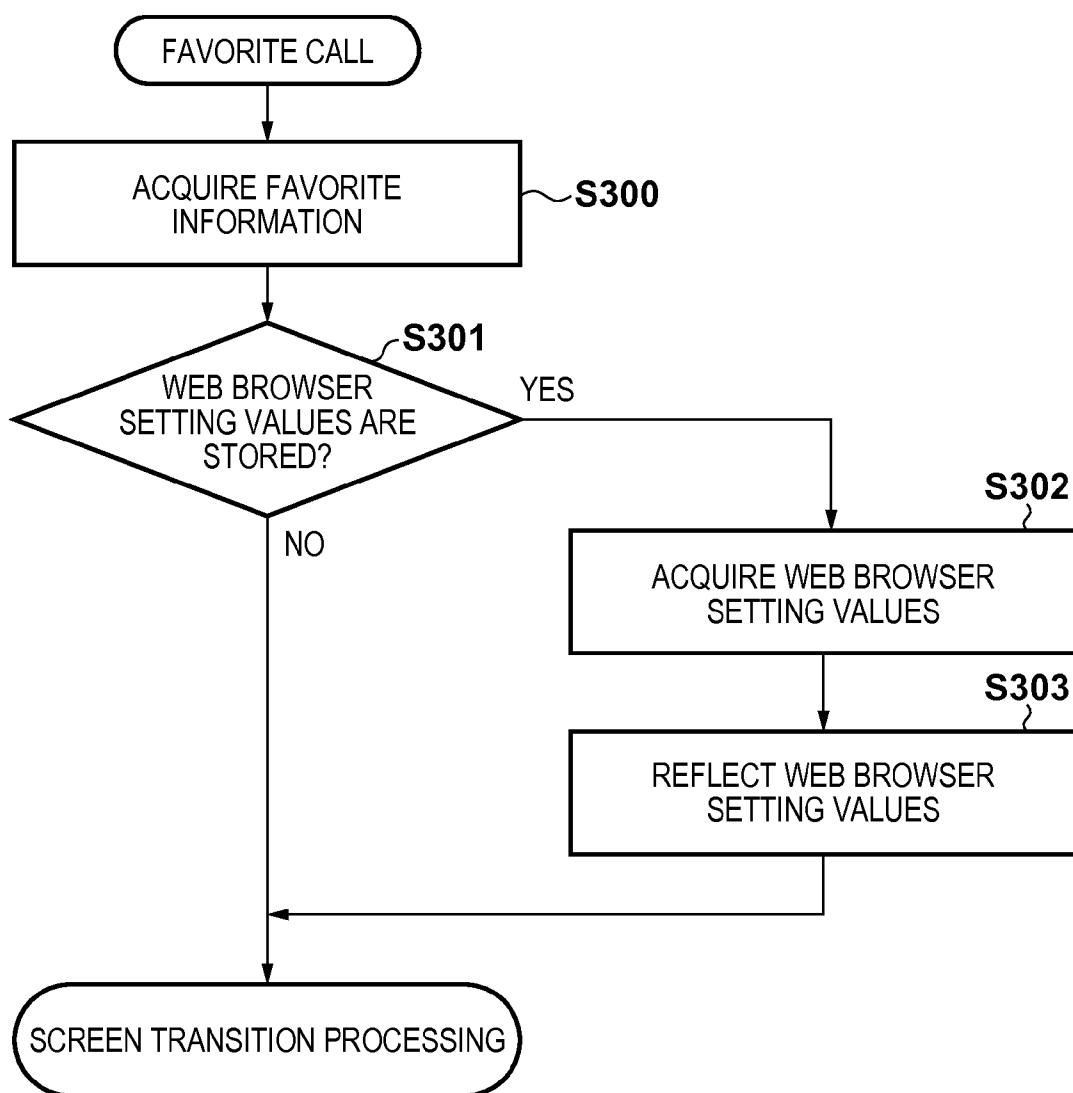 FAVORITE CALL
ACQUIRE FAVORITE
INFORMATION
S300
S301
WEB BROWSER
SETTING VALUES ARE
STORED?
YES
NO
S302
ACQUIRE WEB BROWSER
SETTING VALUES
S303
REFLECT WEB BROWSER
SETTING VALUES
SCREEN TRANSITION PROCESSING